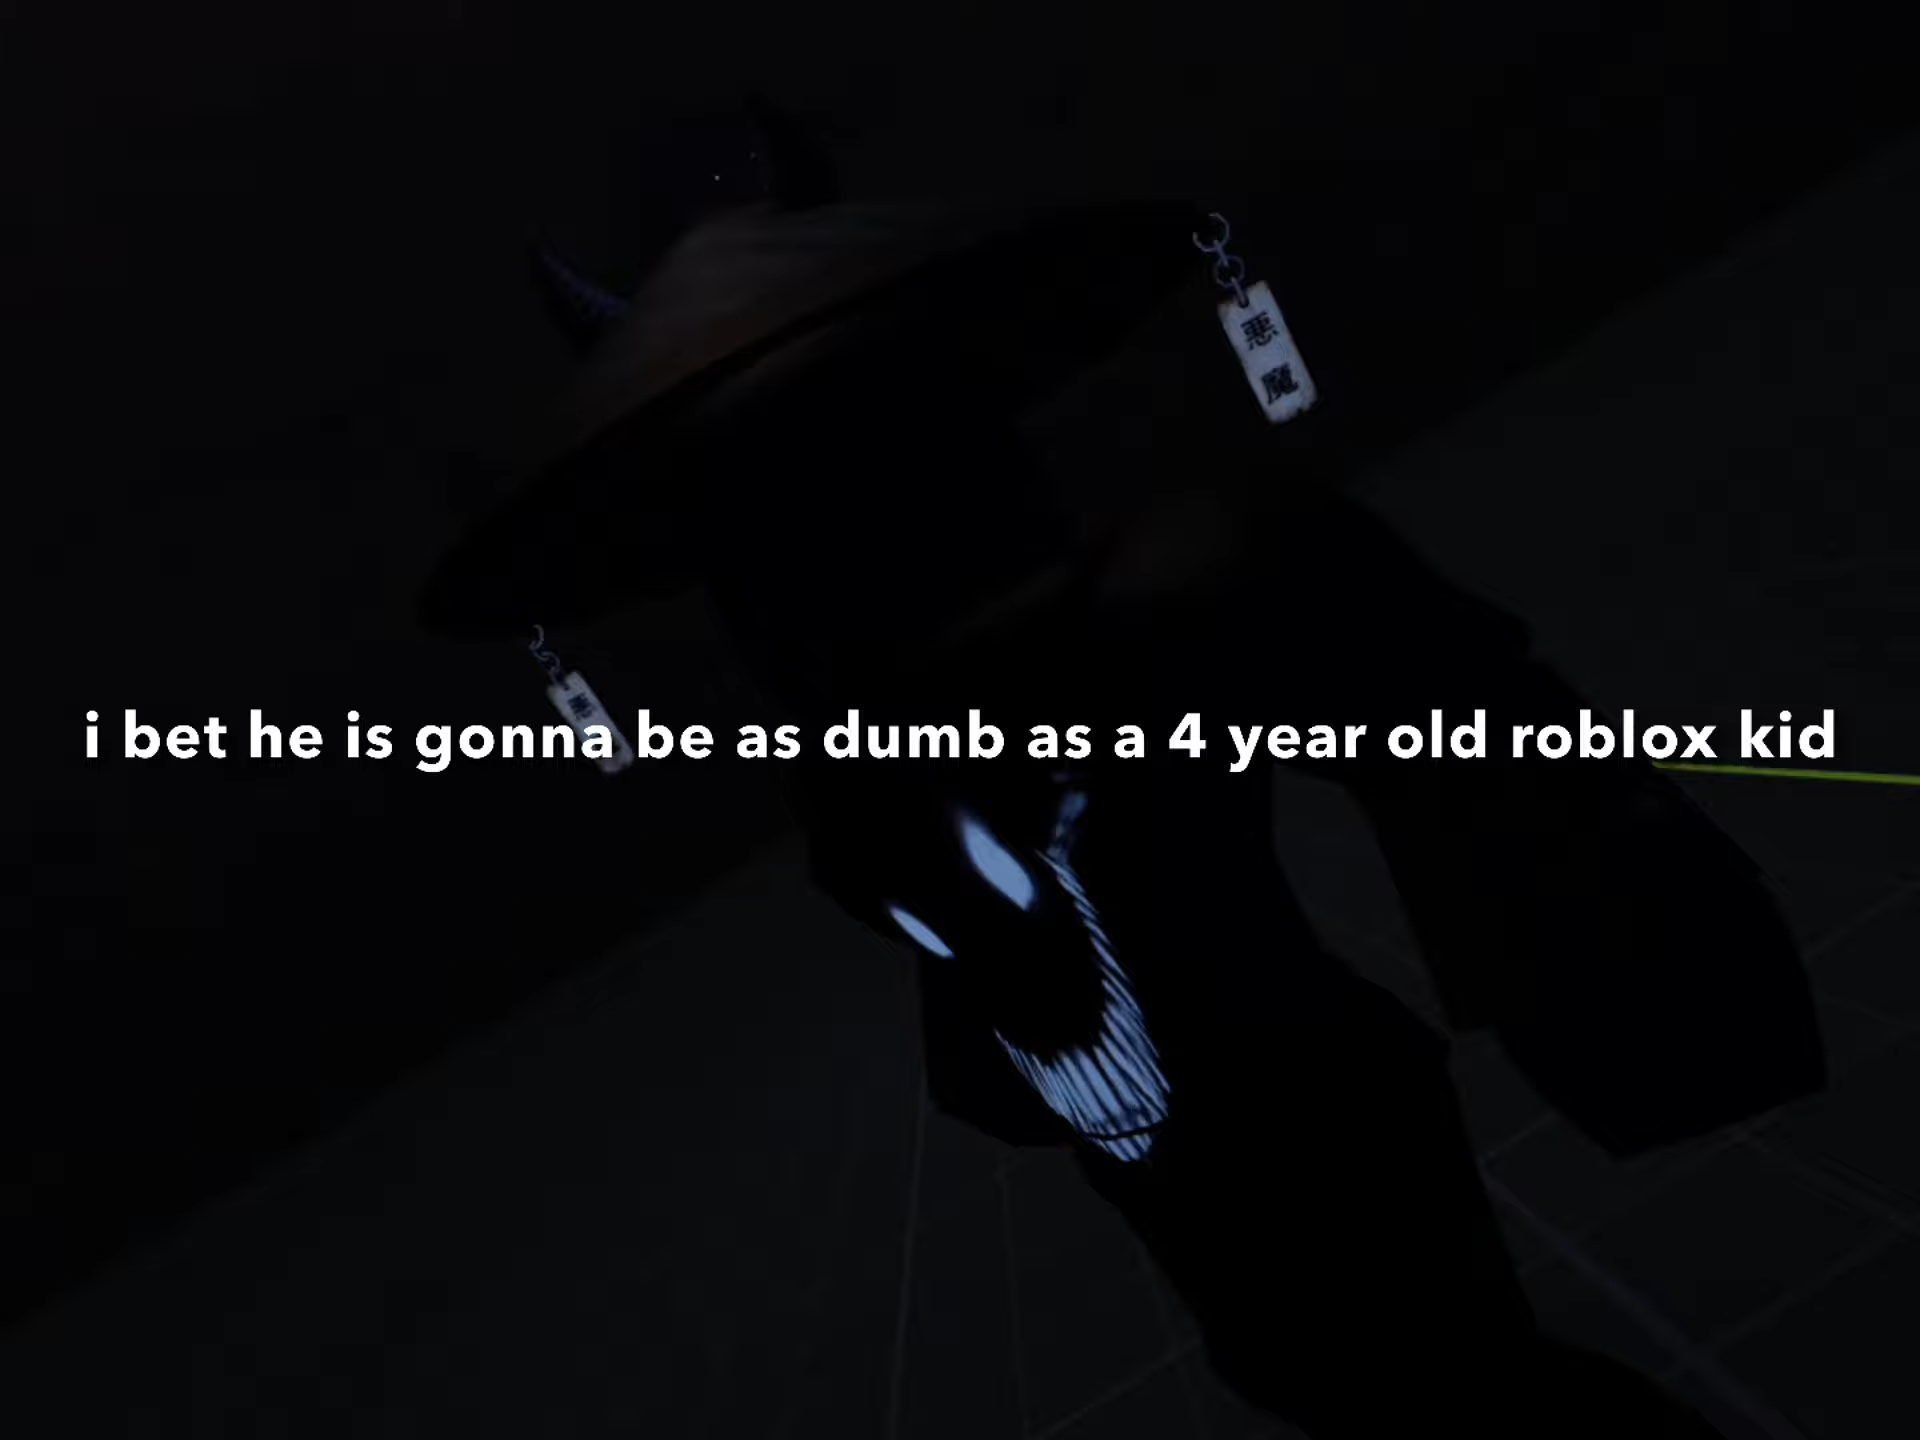 悪
魔
i bet he is gonna be as dumb as a 4 year old roblox kid